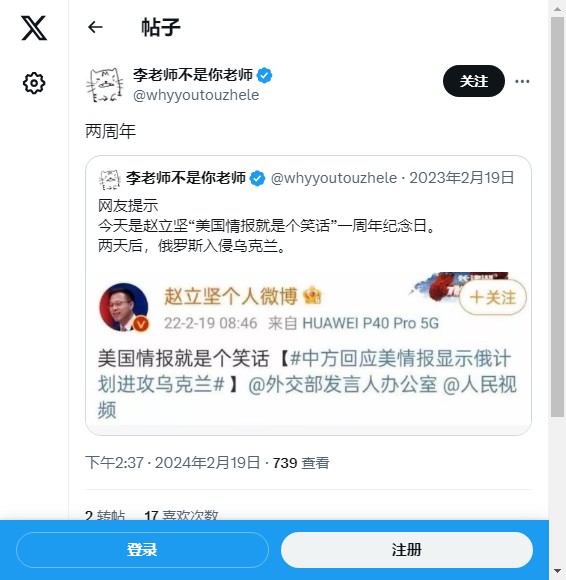 帖子
李老师不是你老师
@whyyoutouzhele
关注
两周年
李老师不是你老师 @whyyoutouzhele · 2023年2月19日
网友提示
今天是赵立坚“美国情报就是个笑话”一周年纪念日。
两天后，俄罗斯入侵乌克兰。
赵立坚个人微博
+关注
22-2-19 08:46 来自 HUAWEI P40 Pro 5G
美国情报就是个笑话【#中方回应美情报显示俄计
划进攻乌克兰# 】@外交部发言人办公室 @人民视
频
下午2:37 · 2024年2月19日 · 739 查看
2 转帖 17 喜欢次数
登录
注册